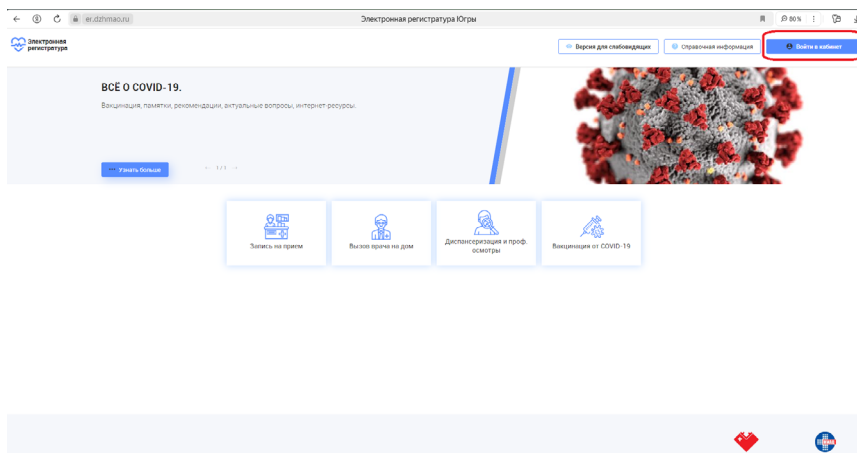 er.dzhmao.ru
Электронная регистратура Югры
80 %
Электронная
регистратура
Версия для слабовидящих
Справочная информация
Войти в кабинет
ВСЁ О COVID-19.
Вакцинация, памятки, рекомендации, актуальные вопросы, интернет-ресурсы.
Узнать больше
1 / 1
Запись на прием
Вызов врача на дом
Диспансеризация и проф.
осмотры
Вакцинация от COVID-19